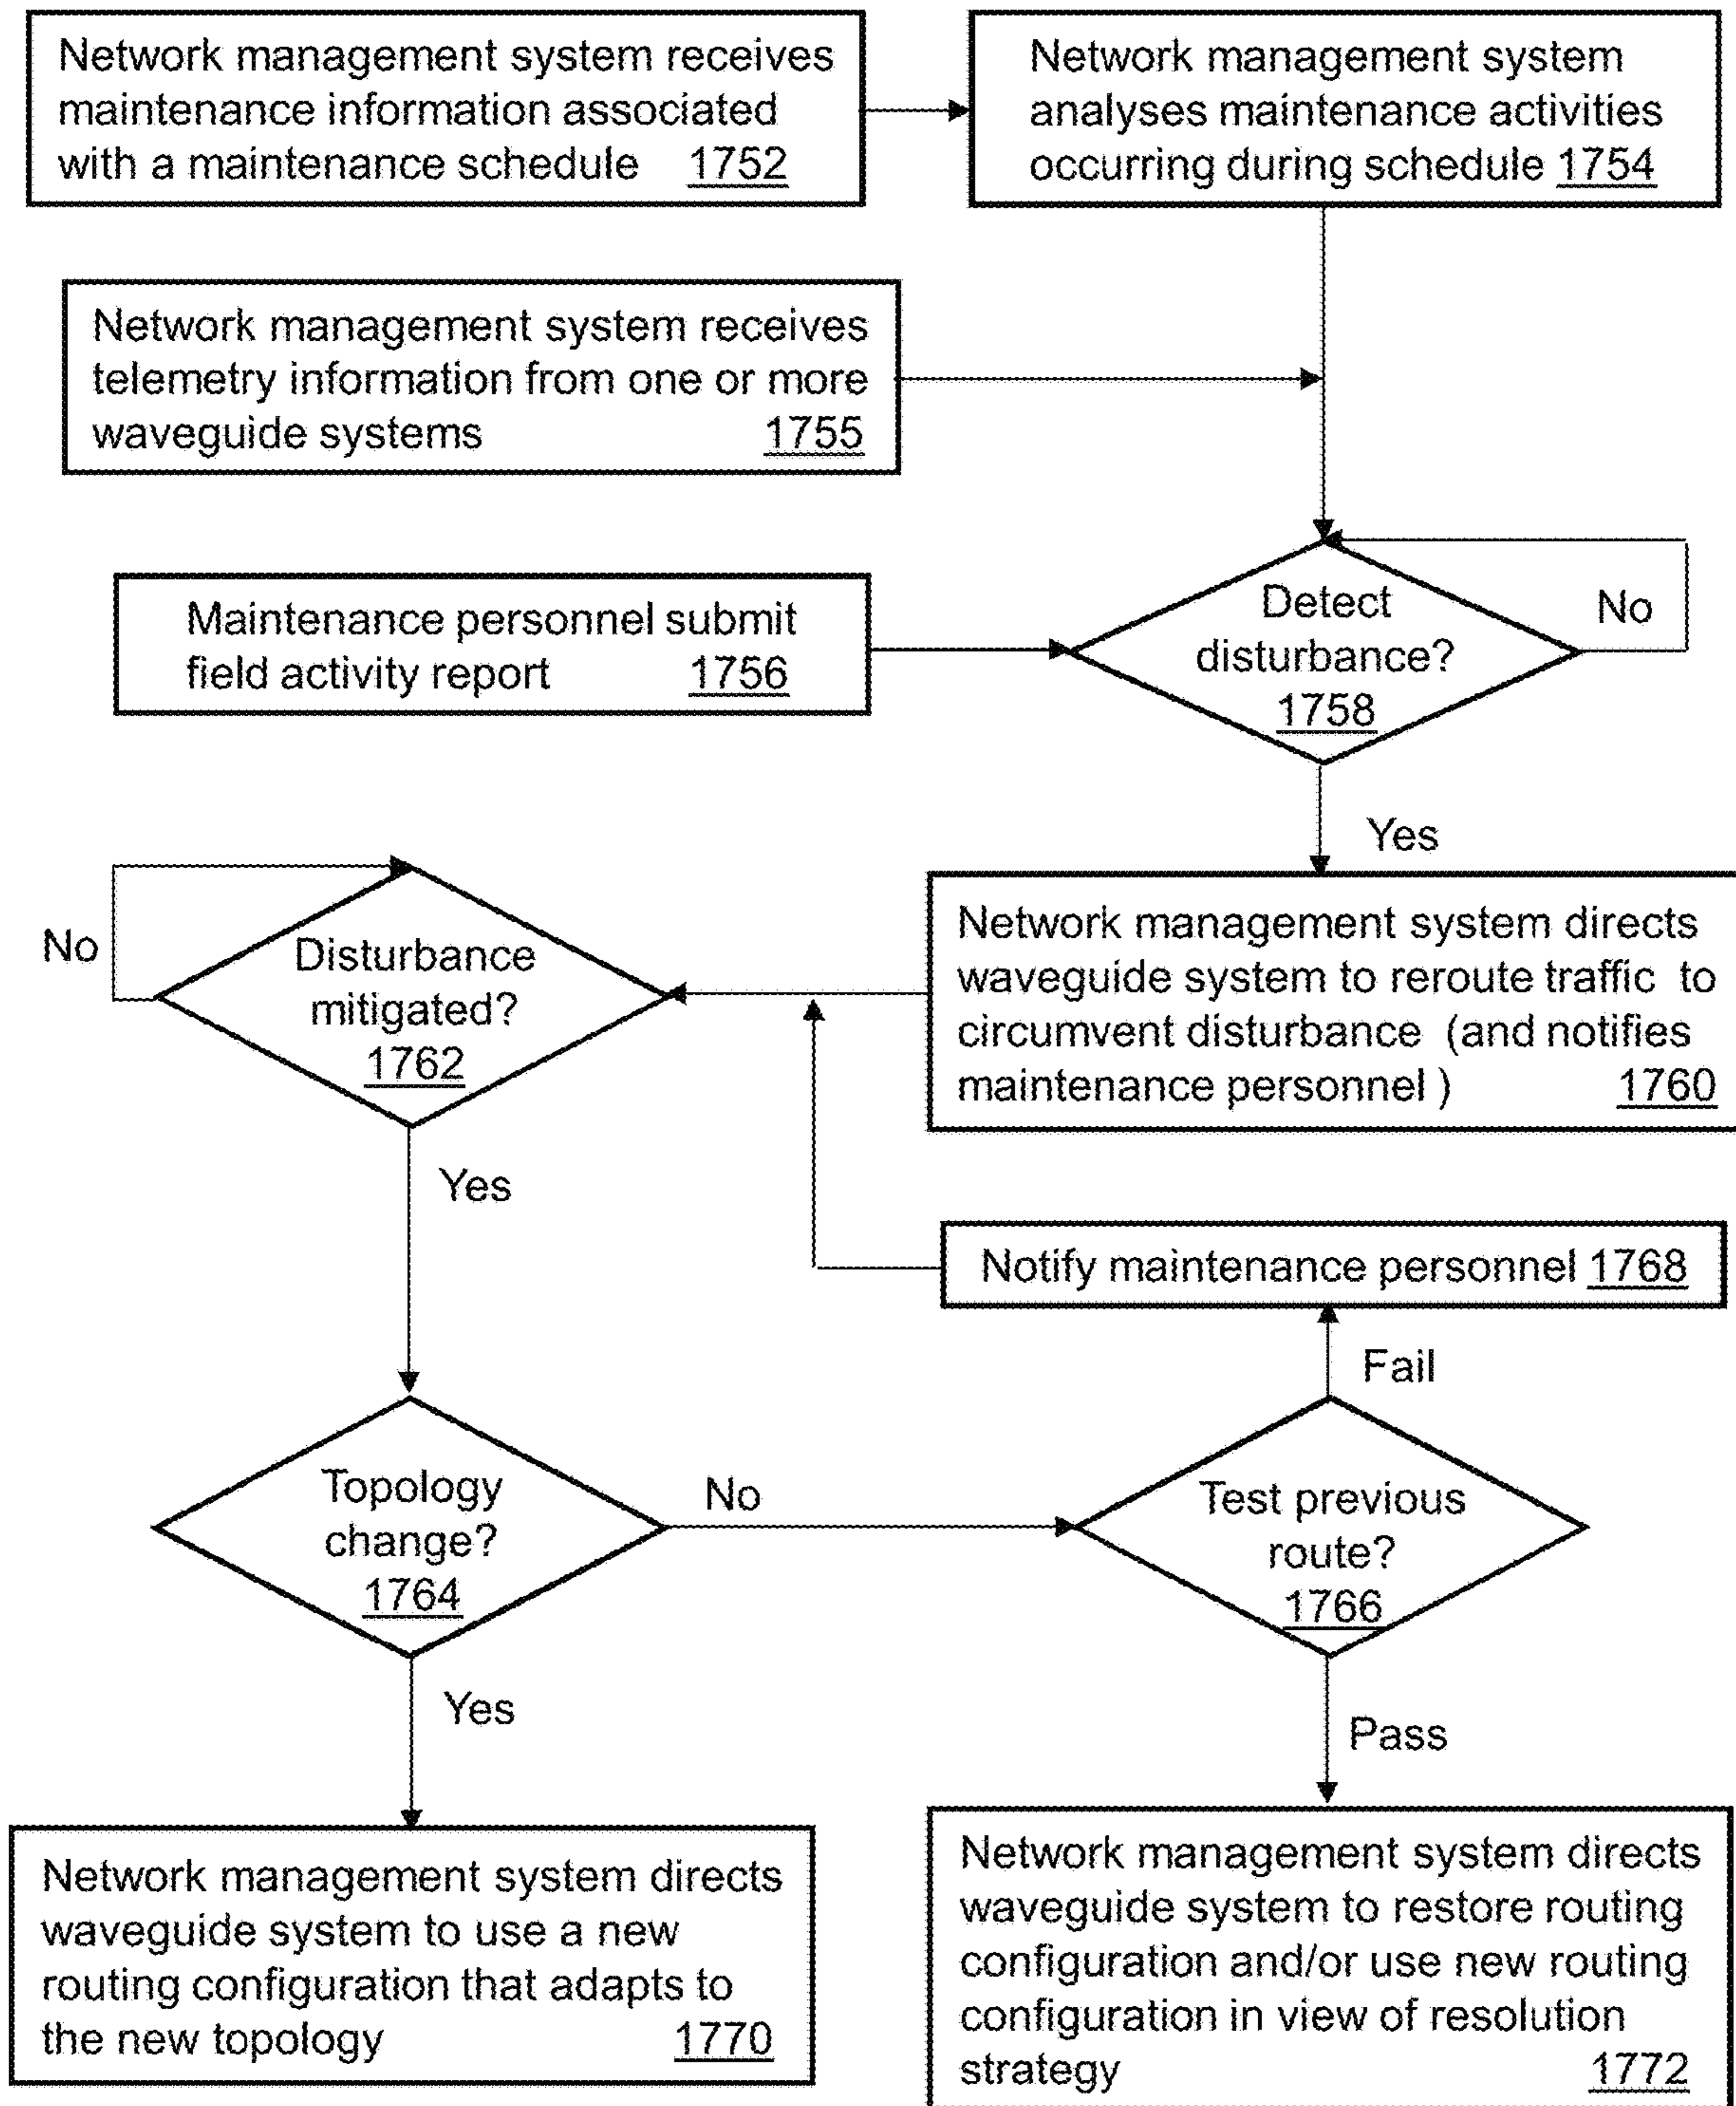 Network management system receives
maintenance information associated
with a maintenance schedule 1752
Network management system
analyses maintenance activities
occurring during schedule 1754
Network management system receives
telemetry information from one or more
waveguide systems 1755
Maintenance personnel submit
field activity report 1756
Detect
disturbance?
1758
No
Yes
Network management system directs
waveguide system to reroute traffic to
circumvent disturbance (and notifies
maintenance personnel ) 1760
No
Disturbance
mitigated?
1762
Yes
Notify maintenance personnel 1768
Fail
Topology
change?
1764
No
Test previous
route?
1766
Yes
Pass
Network management system directs
waveguide system to use a new
routing configuration that adapts to
the new topology 1770
Network management system directs
waveguide system to restore routing
configuration and/or use new routing
configuration in view of resolution
strategy 1772